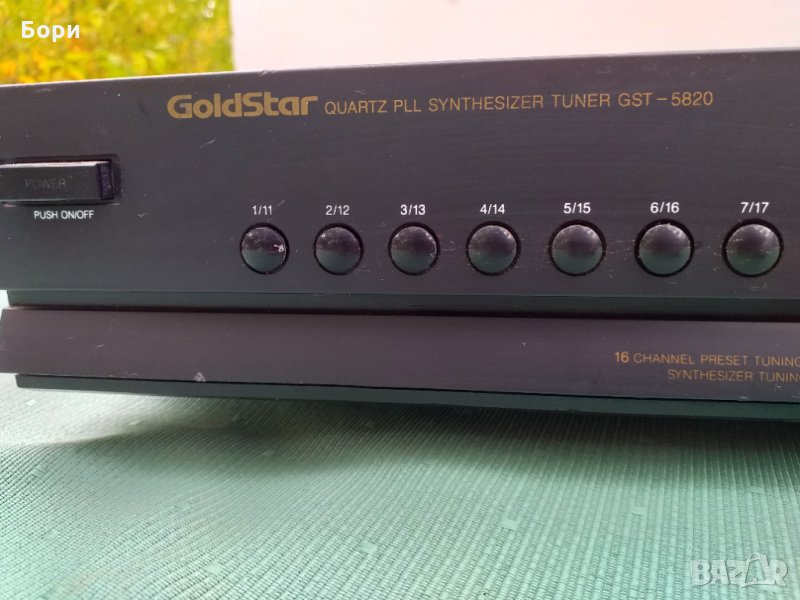 Бори
GoldStar QUARTZ PLL SYNTHESIZER TUNER GST-5820
POWER
PUSH ON/OFF
1/11 2/12 3/13 4/14 5/15 6/16 7/17
16 CHANNEL PRESET TUNING
SYNTHESIZER TUNING
BAZAR